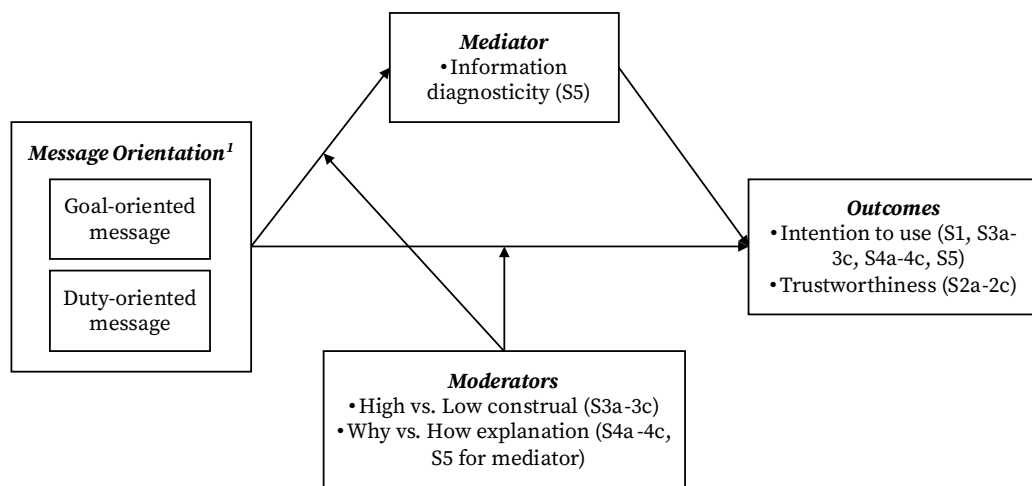 Mediator
• Information
diagnosticity (S5)
Message Orientation¹
Goal-oriented
message
Duty-oriented
message
Outcomes
• Intention to use (S1, S3a-
3c, S4a-4c, S5)
• Trustworthiness (S2a-2c)
Moderators
• High vs. Low construal (S3a-3c)
• Why vs. How explanation (S4a-4c,
S5 for mediator)